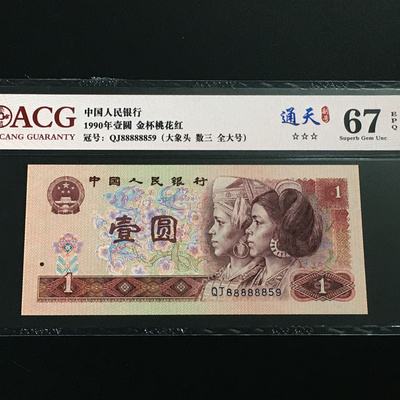 ACG
CANG GUARANTY
中国人民银行
1990年壹圆 金杯桃花红
冠号：QJ88888859（大象头 数三 全大号）
通天
☆☆☆
67
EPQ
Superb Gem Unc
中国人民银行
1
壹圆
QJ88888859
1
1